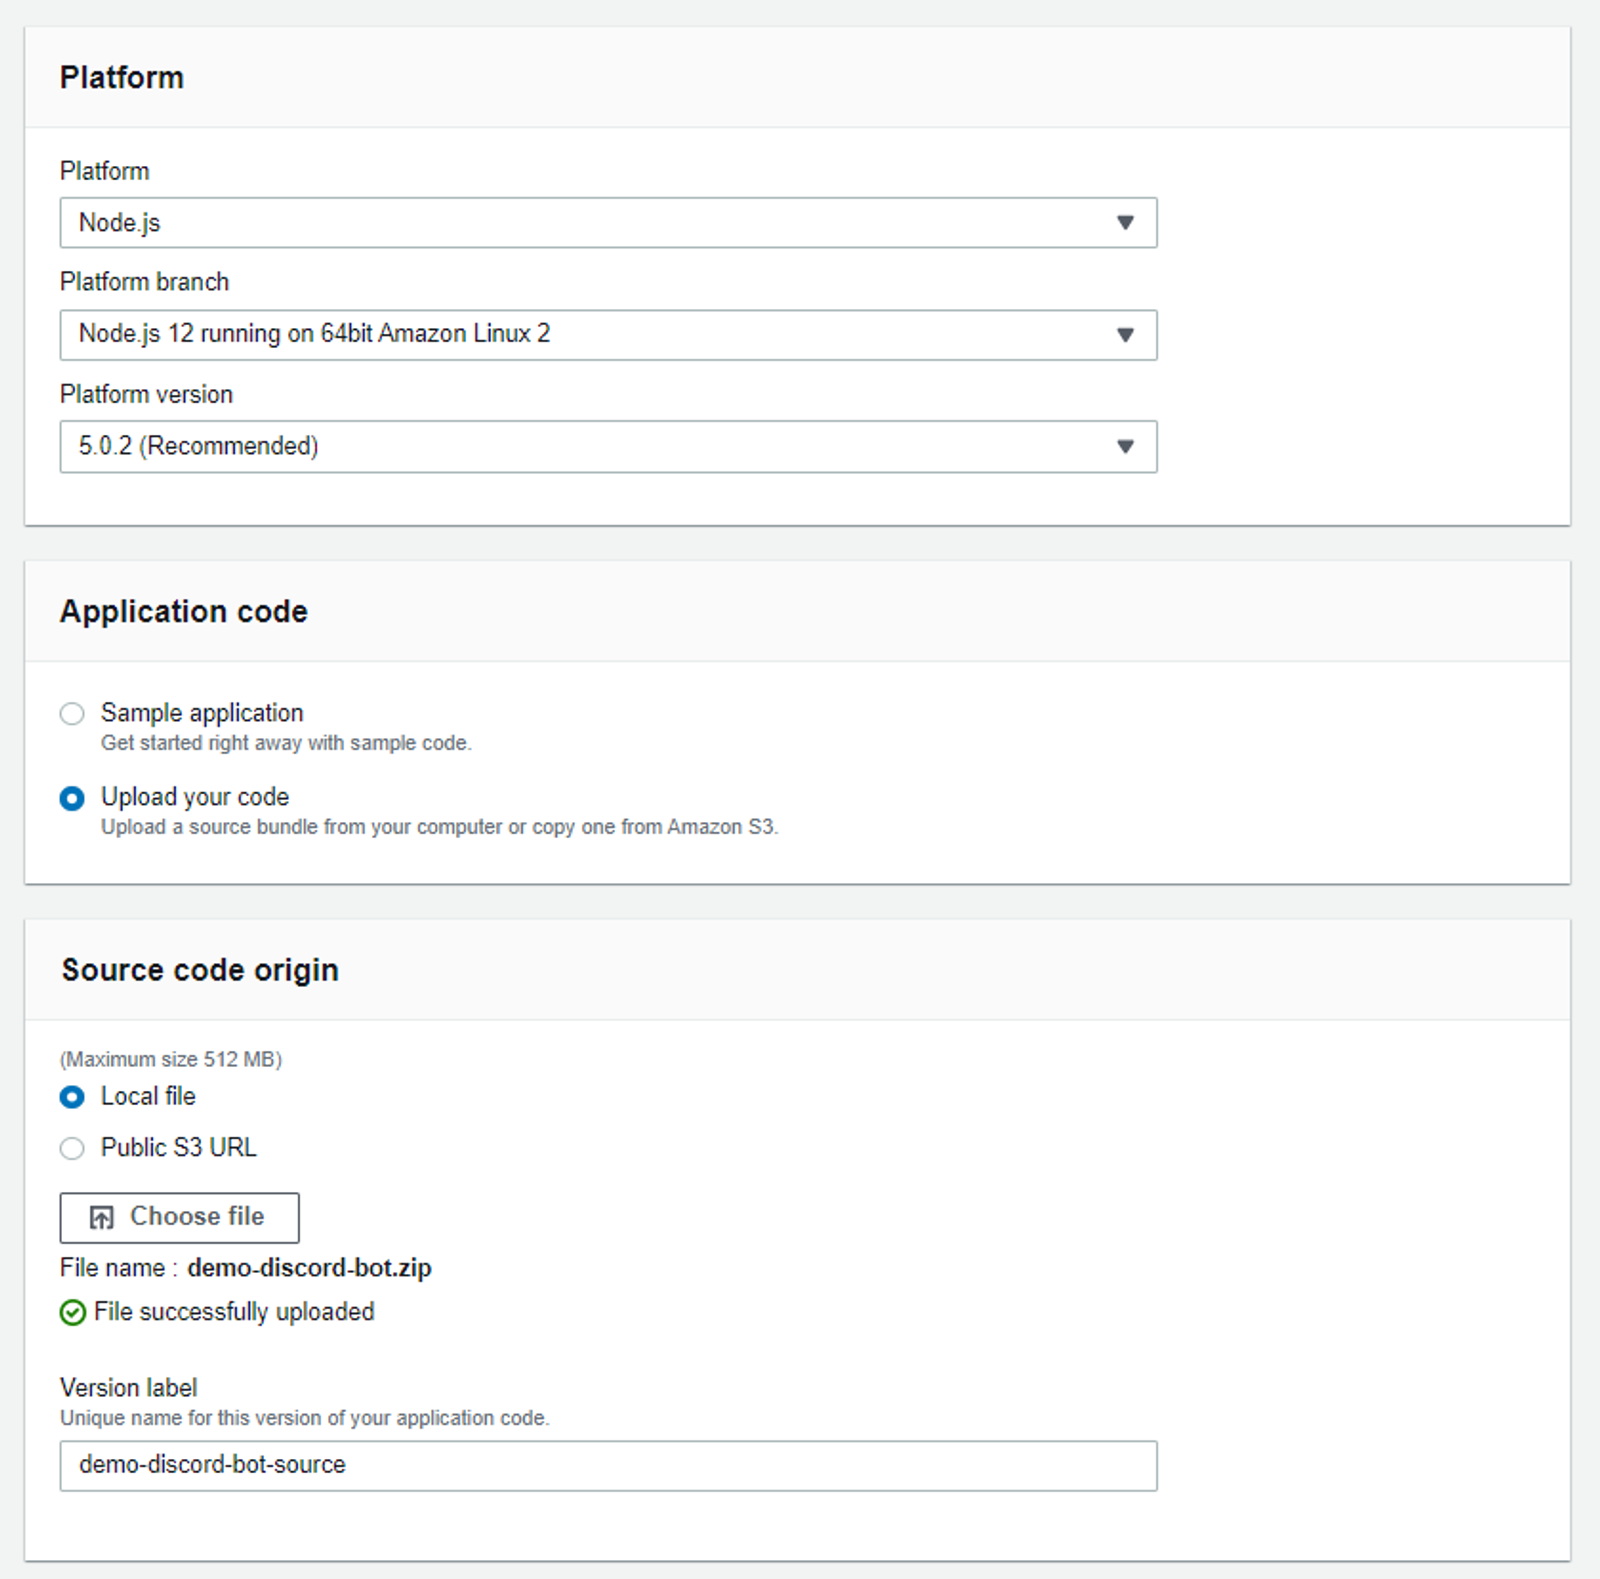 Platform
Platform
Node.js
Platform branch
Node.js 12 running on 64bit Amazon Linux 2
Platform version
5.0.2 (Recommended)
Application code
Sample application
Get started right away with sample code.
Upload your code
Upload a source bundle from your computer or copy one from Amazon S3.
Source code origin
(Maximum size 512 MB)
Local file
Public S3 URL
Choose file
File name : demo-discord-bot.zip
File successfully uploaded
Version label
Unique name for this version of your application code.
demo-discord-bot-source